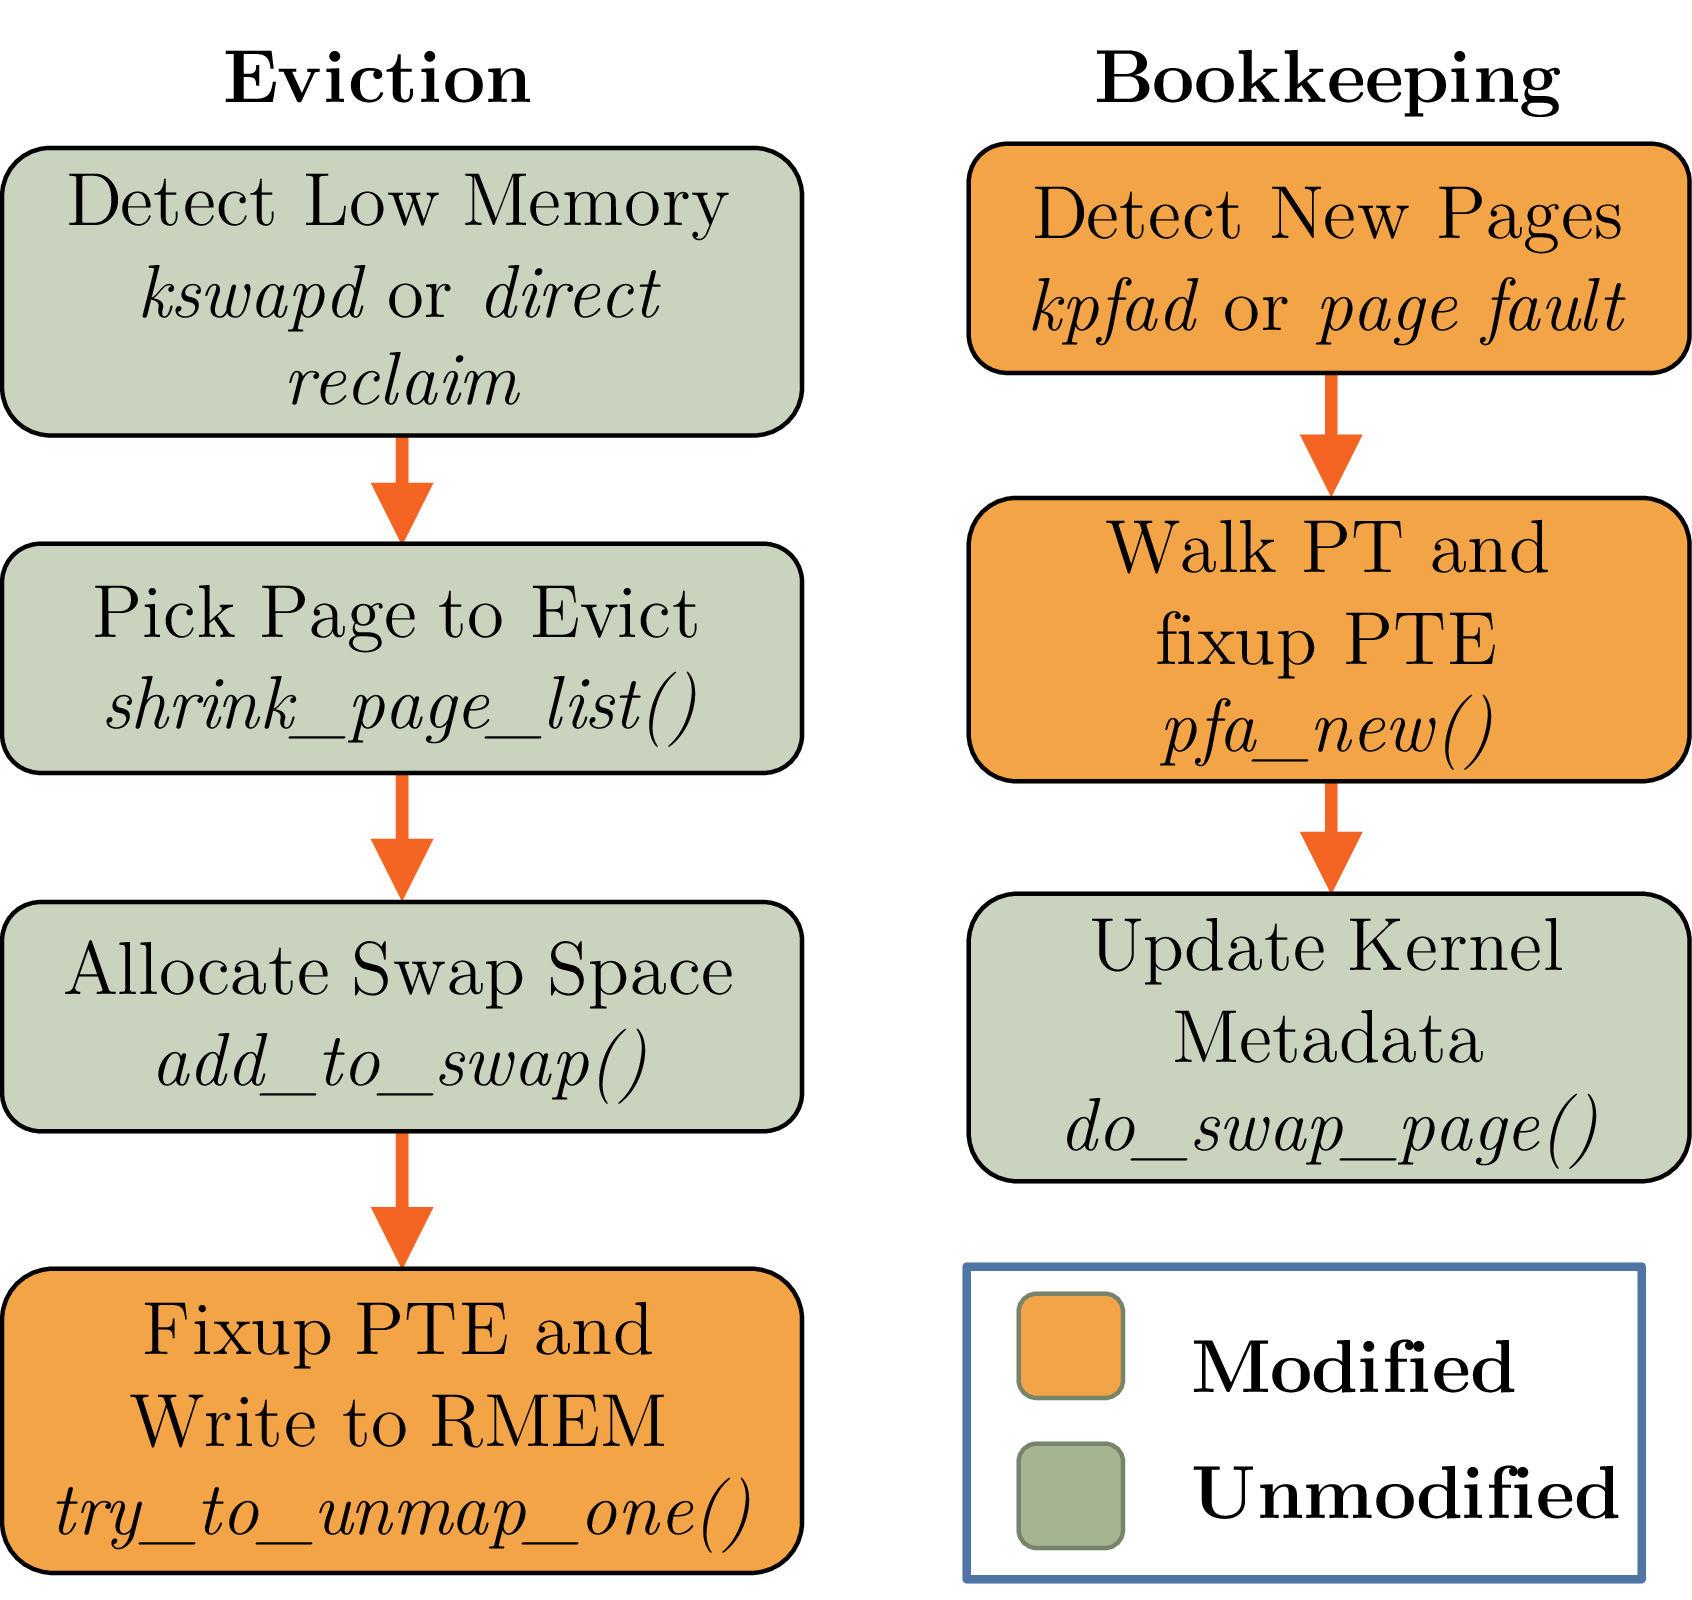 Eviction
Detect Low Memory
kswapd or direct
reclaim
Pick Page to Evict
shrink_page_list()
Allocate Swap Space
add_to_swap()
Fixup PTE and
Write to RMEM
try_to_unmap_one()
Bookkeeping
Detect New Pages
kpfad or page fault
Walk PT and
fixup PTE
pfa_new()
Update Kernel
Metadata
do_swap_page()
Modified
Unmodified